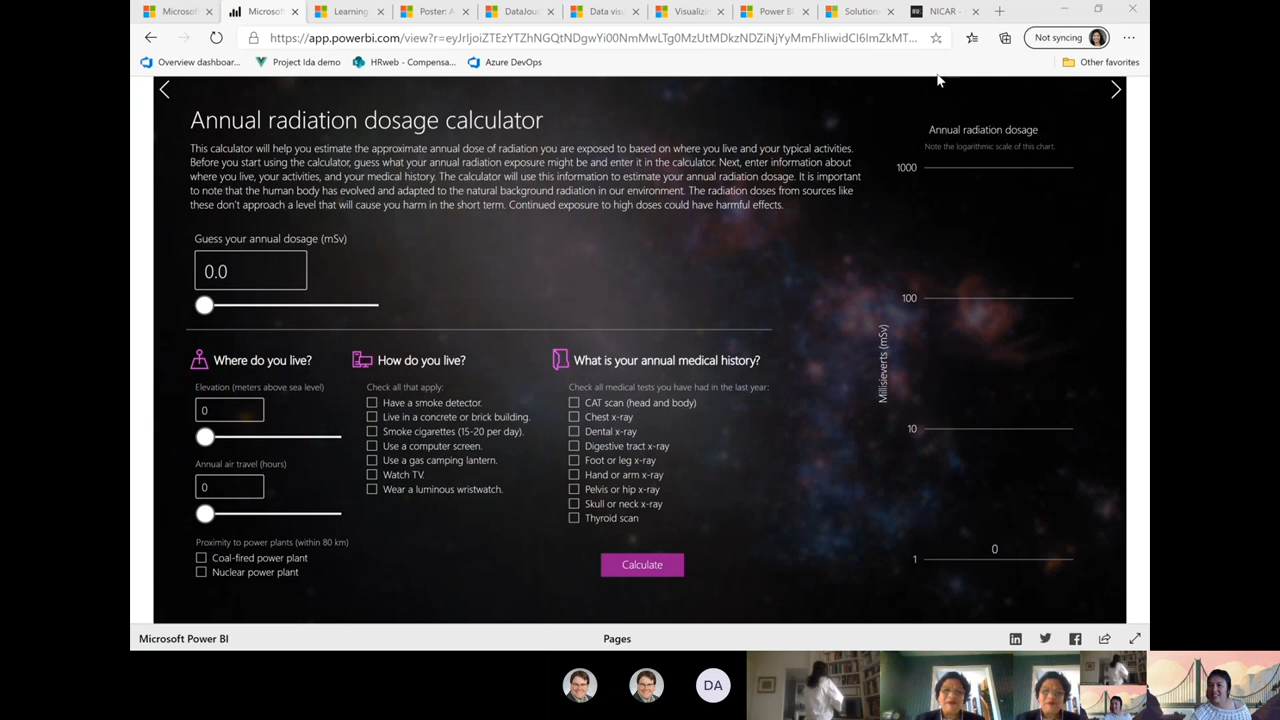 Microsoft
Microsoft
Learning
Poster: A
DataJour
Data visu
Visualizin
Power BI
Solution
NICAR -
https://app.powerbi.com/view?r=
Not syncing
Overview dashboar...
Project Ida demo
HRweb - Compensa...
Azure DevOps
Other favorites
Annual radiation dosage calculator
This calculator will help you estimate the approximate annual dose of radiation you are exposed to based on where you live and your typical activities.
Before you start using the calculator, guess what your annual radiation exposure might be and enter it in the calculator. Next, enter information about
where you live, your activities, and your medical history. The calculator will use this information to estimate your annual radiation dosage. It is important
to note that the human body has evolved and adapted to the natural background radiation in our environment. The radiation doses from sources like
these don't approach a level that will cause you harm in the short term. Continued exposure to high doses could have harmful effects.
Guess your annual dosage (mSv)
0.0
Where do you live?
Elevation (meters above sea level)
0
Annual air travel (hours)
0
Proximity to power plants (within 80 km)
Coal-fired power plant
Nuclear power plant
How do you live?
Check all that apply:
Have a smoke detector.
Live in a concrete or brick building.
Smoke cigarettes (15-20 per day).
Use a computer screen.
Use a gas camping lantern.
Watch TV.
Wear a luminous wristwatch.
What is your annual medical history?
Check all medical tests you have had in the last year:
CAT scan (head and body)
Chest x-ray
Dental x-ray
Digestive tract x-ray
Foot or leg x-ray
Hand or arm x-ray
Pelvis or hip x-ray
Skull or neck x-ray
Thyroid scan
Calculate
Annual radiation dosage
Note the logarithmic scale of this chart.
1000
100
Millisieverts (mSv)
10
0
1
Microsoft Power BI
Pages
DA